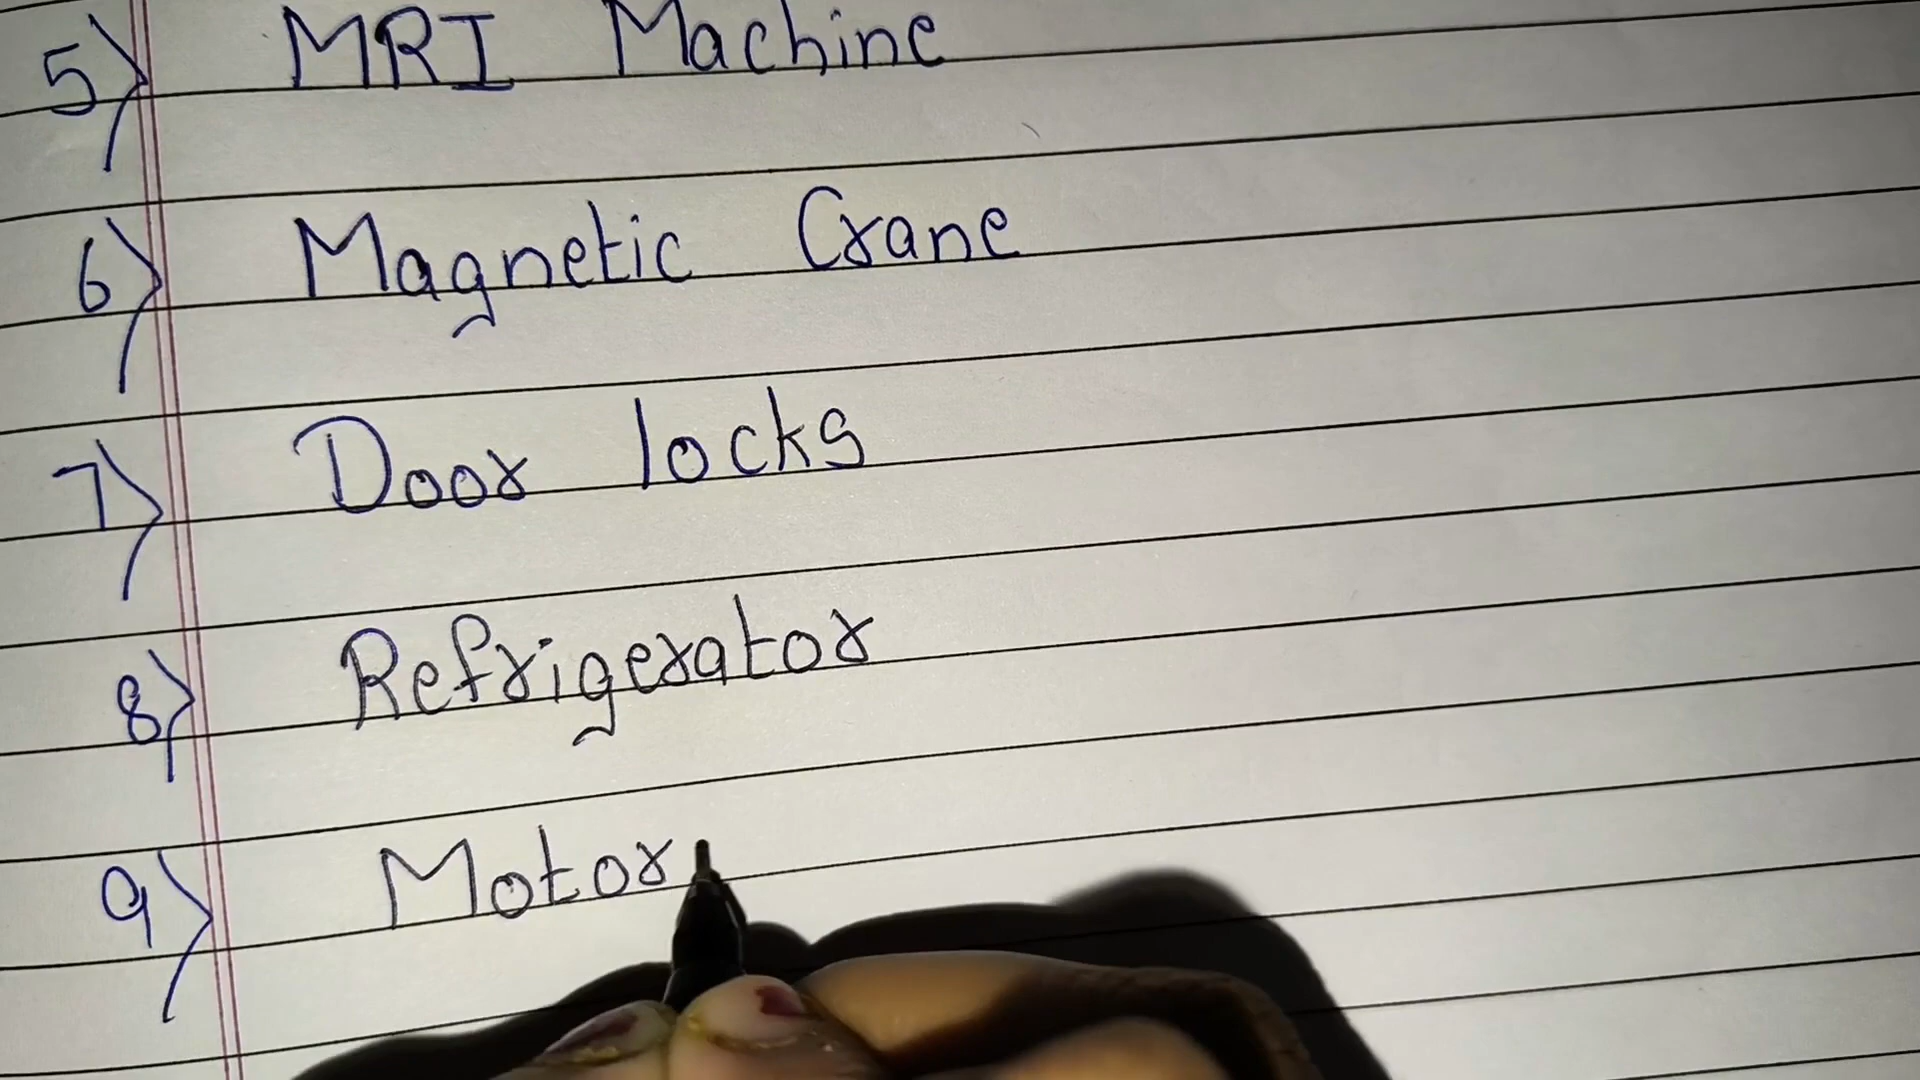 5) MRI Machine
6) Magnetic Crane
7) Door locks
8) Refrigerator
9) Motor